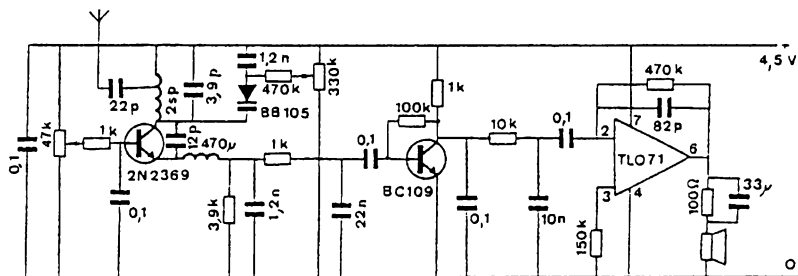 4,5V
0,1
47k
1k
22p
2sp
3,9p
1,2n
BB105
470k
330k
12p
470µ
2N2369
0,1
3,9k
1,2n
1k
22n
0,1
100k
1k
BC109
0,1
10k
10n
0,1
470k
82p
2
7
TL071
6
3
4
150k
100Ω
33µ
0